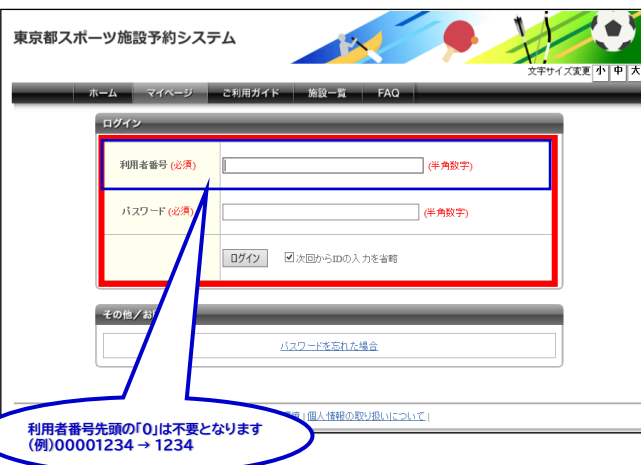 東京都スポーツ施設予約システム
文字サイズ変更 小 中 大
ホーム マイページ ご利用ガイド 施設一覧 FAQ
ログイン
利用者番号 (必須) (半角数字)
パスワード (必須) (半角数字)
ログイン 次回からIDの入力を省略
その他/お
パスワードを忘れた場合
| 個人情報の取り扱いについて |
利用者番号先頭の「0」は不要となります
(例)00001234 → 1234